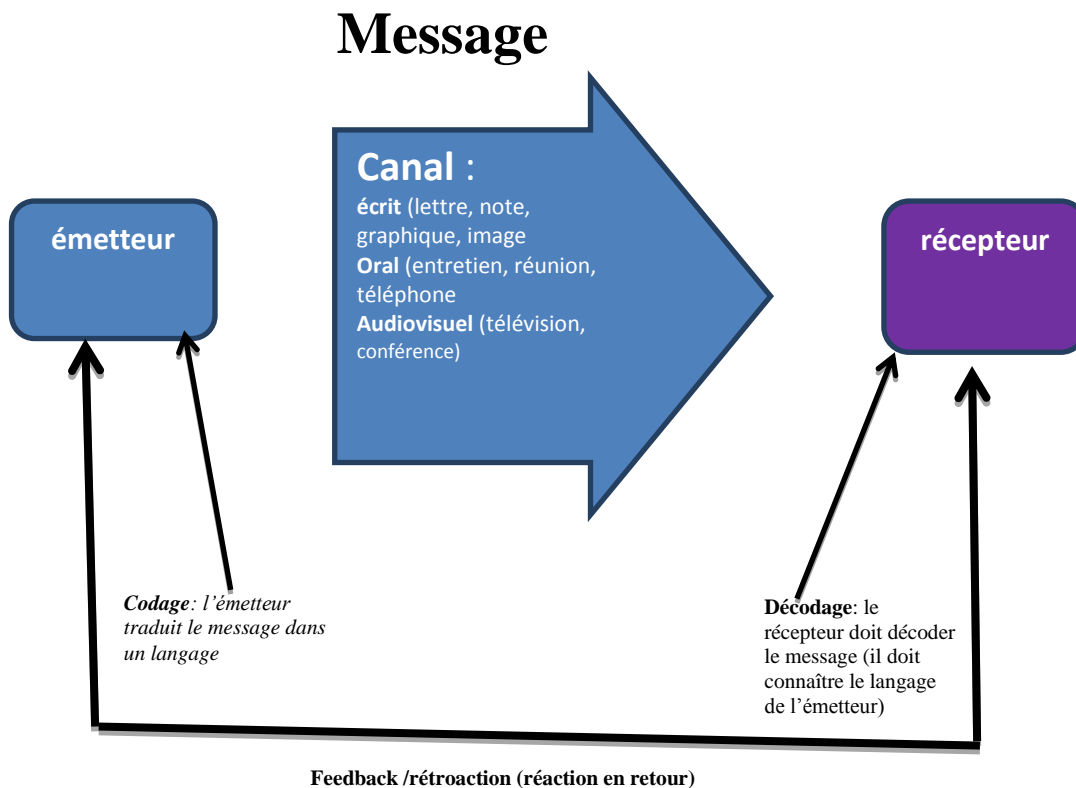 Message
émetteur
Canal :
écrit (lettre, note,
graphique, image
Oral (entretien, réunion,
téléphone
Audiovisuel (télévision,
conférence)
récepteur
Codage: l’émetteur
traduit le message dans
un langage
Décodage: le
récepteur doit décoder
le message (il doit
connaître le langage
de l’émetteur)
Feedback /rétroaction (réaction en retour)